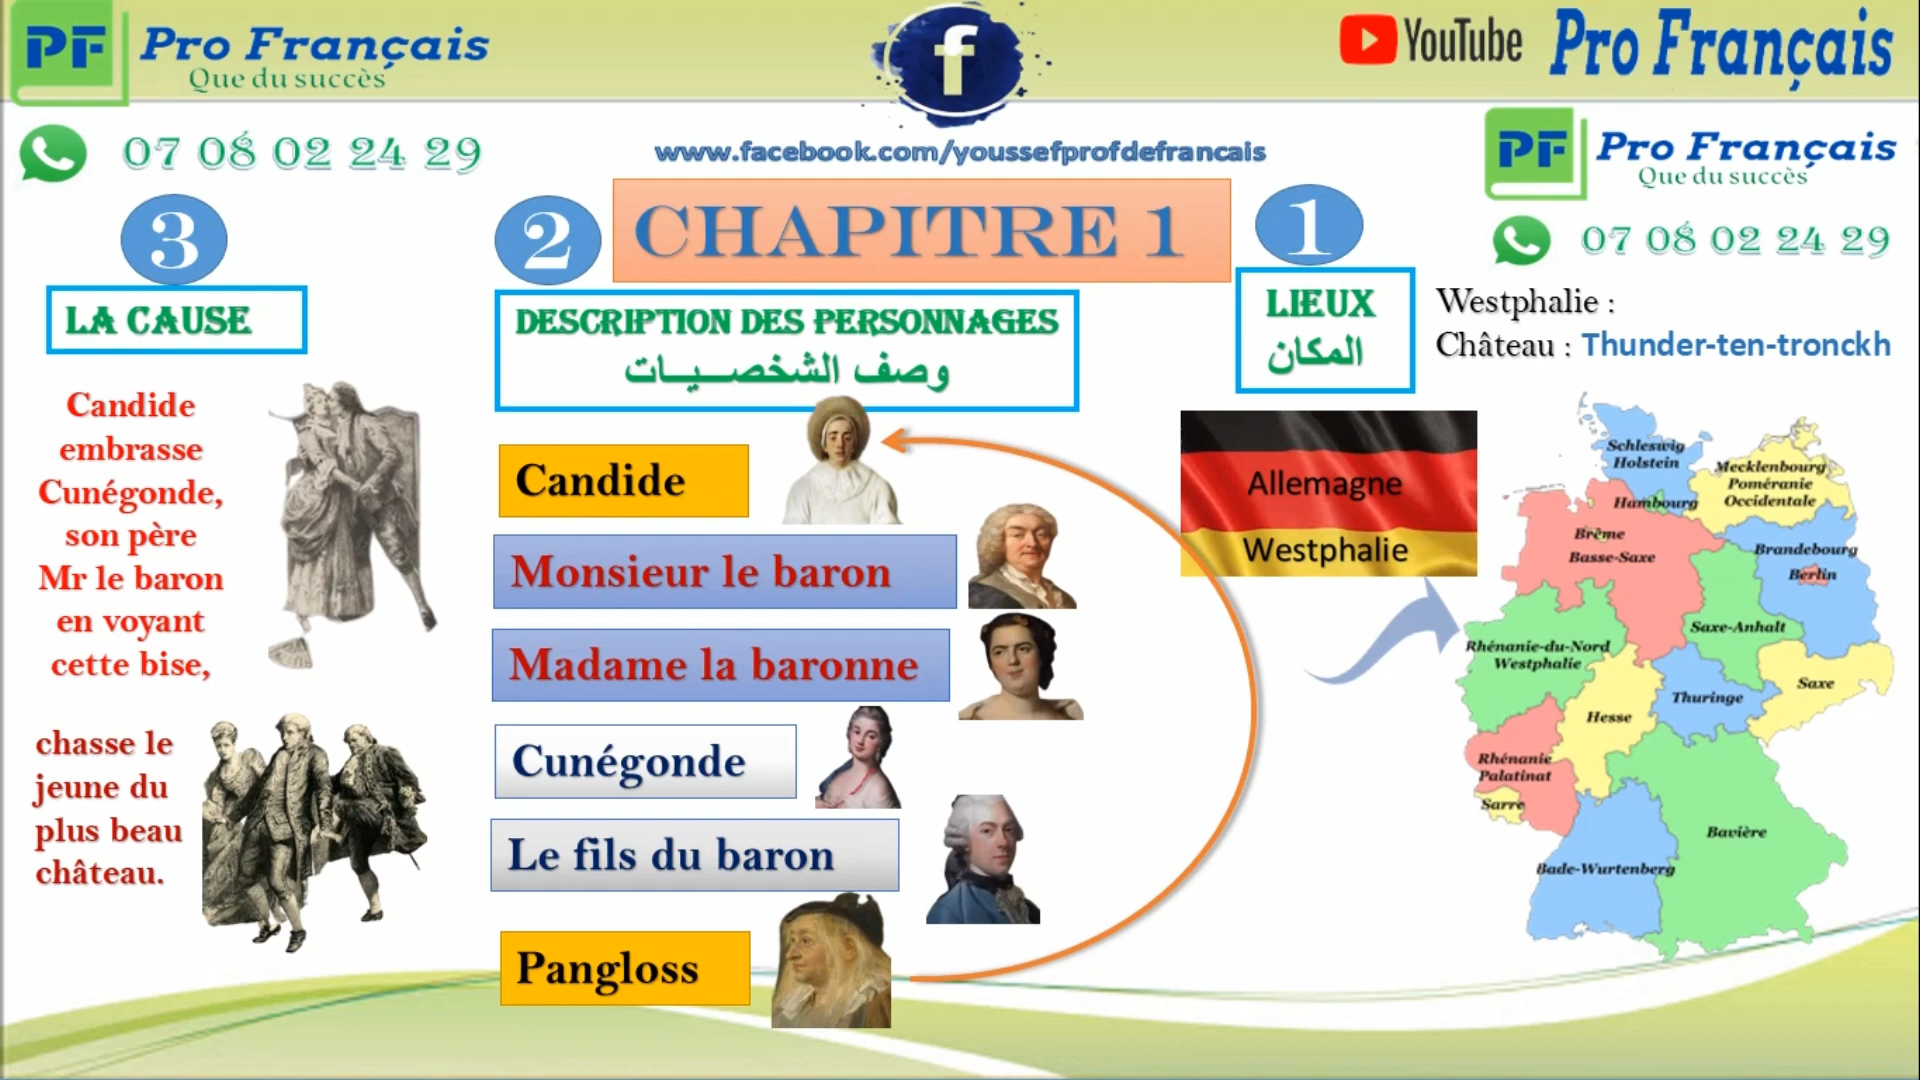 PF Pro Français
Que du succès
f
YouTube Pro Français
07 08 02 24 29
www.facebook.com/youssefprofdefrancais
PF Pro Français
Que du succès
07 08 02 24 29
3
2
CHAPITRE 1
1
LA CAUSE
Candide
embrasse
Cunégonde,
son père
Mr le baron
en voyant
cette bise,
chasse le
jeune du
plus beau
château.
DESCRIPTION DES PERSONNAGES
وصف الشخصـــيـــات
Candide
Monsieur le baron
Madame la baronne
Cunégonde
Le fils du baron
Pangloss
LIEUX
المكان
Westphalie :
Château : Thunder-ten-tronckh
Allemagne
Westphalie
Schleswig
Holstein
Mecklenbourg
Poméranie
Occidentale
Hambourg
Brême
Basse-Saxe
Brandebourg
Berlin
Saxe-Anhalt
Rhénanie-du-Nord
Westphalie
Saxe
Thuringe
Hesse
Rhénanie
Palatinat
Sarre
Bavière
Bade-Wurtenberg